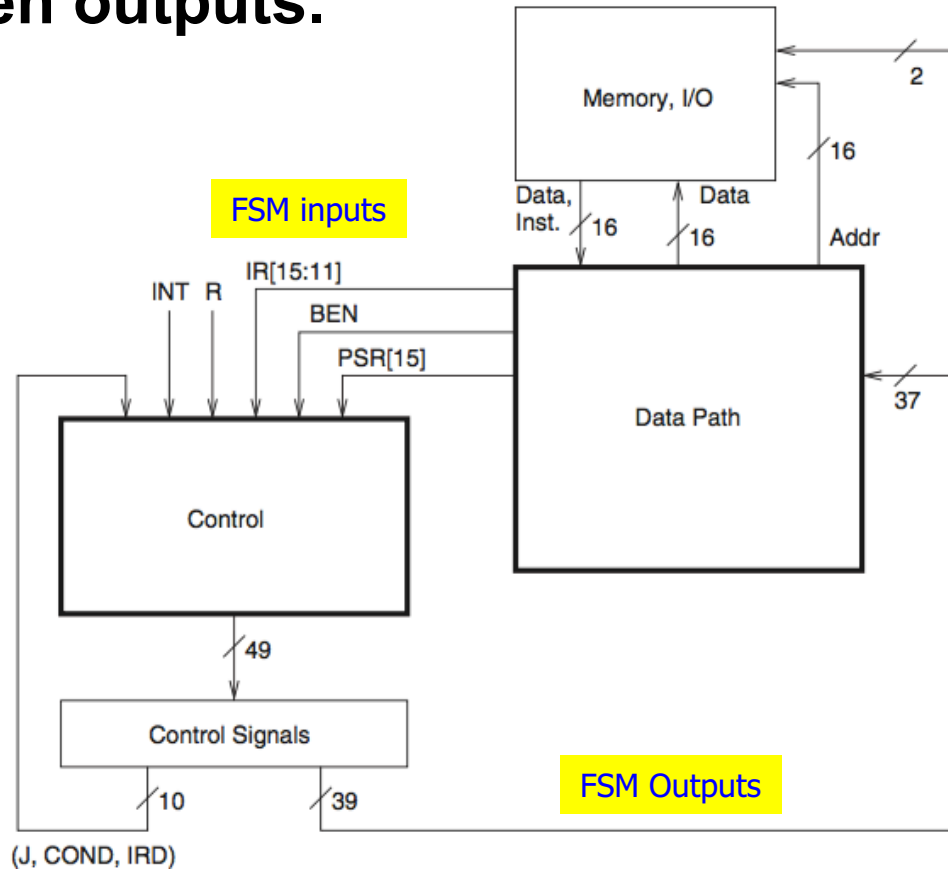 en outputs.
Memory, I/O
2
16
Data,
Inst.
16
Data
16
Addr
FSM inputs
INT R
IR[15:11]
BEN
PSR[15]
37
Data Path
Control
49
Control Signals
10
39
FSM Outputs
(J, COND, IRD)